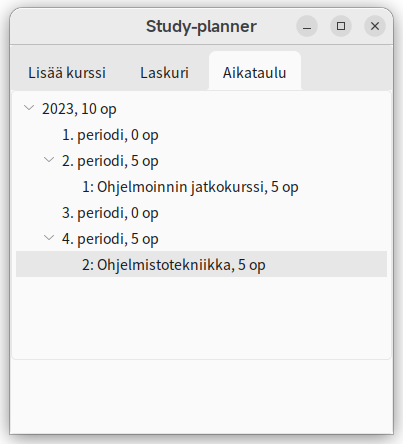 Study-planner
Lisää kurssi Laskuri Aikataulu
2023, 10 op
1. periodi, 0 op
2. periodi, 5 op
1: Ohjelmoinnin jatkokurssi, 5 op
3. periodi, 0 op
4. periodi, 5 op
2: Ohjelmistotekniikka, 5 op